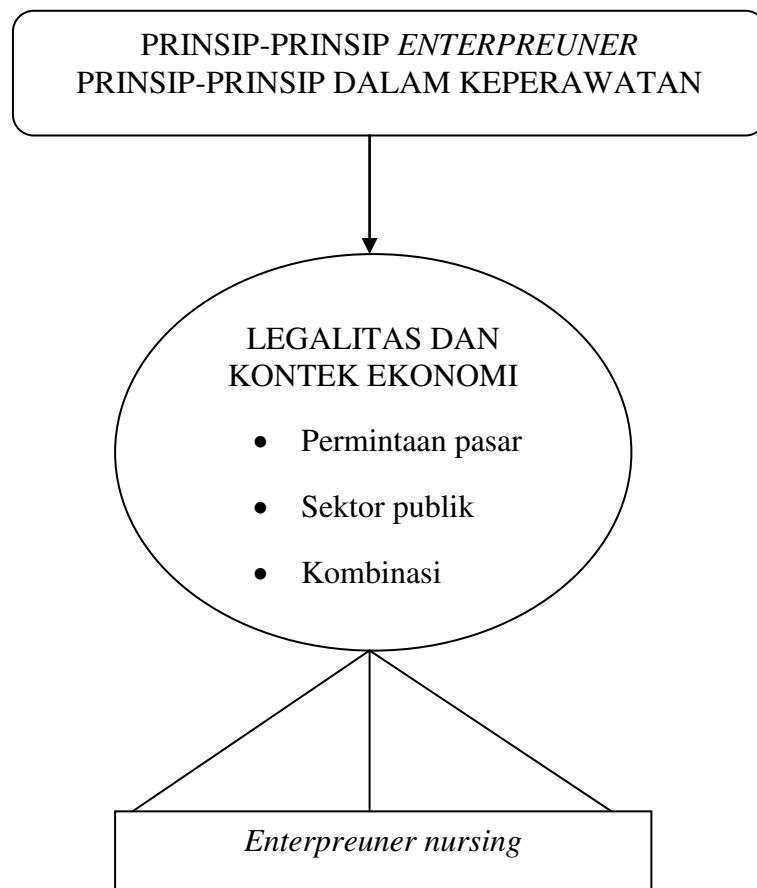 PRINSIP-PRINSIP ENTERPREUNER
PRINSIP-PRINSIP DALAM KEPERAWATAN
LEGALITAS DAN
KONTEK EKONOMI
• Permintaan pasar
• Sektor publik
• Kombinasi
Enterpreuner nursing